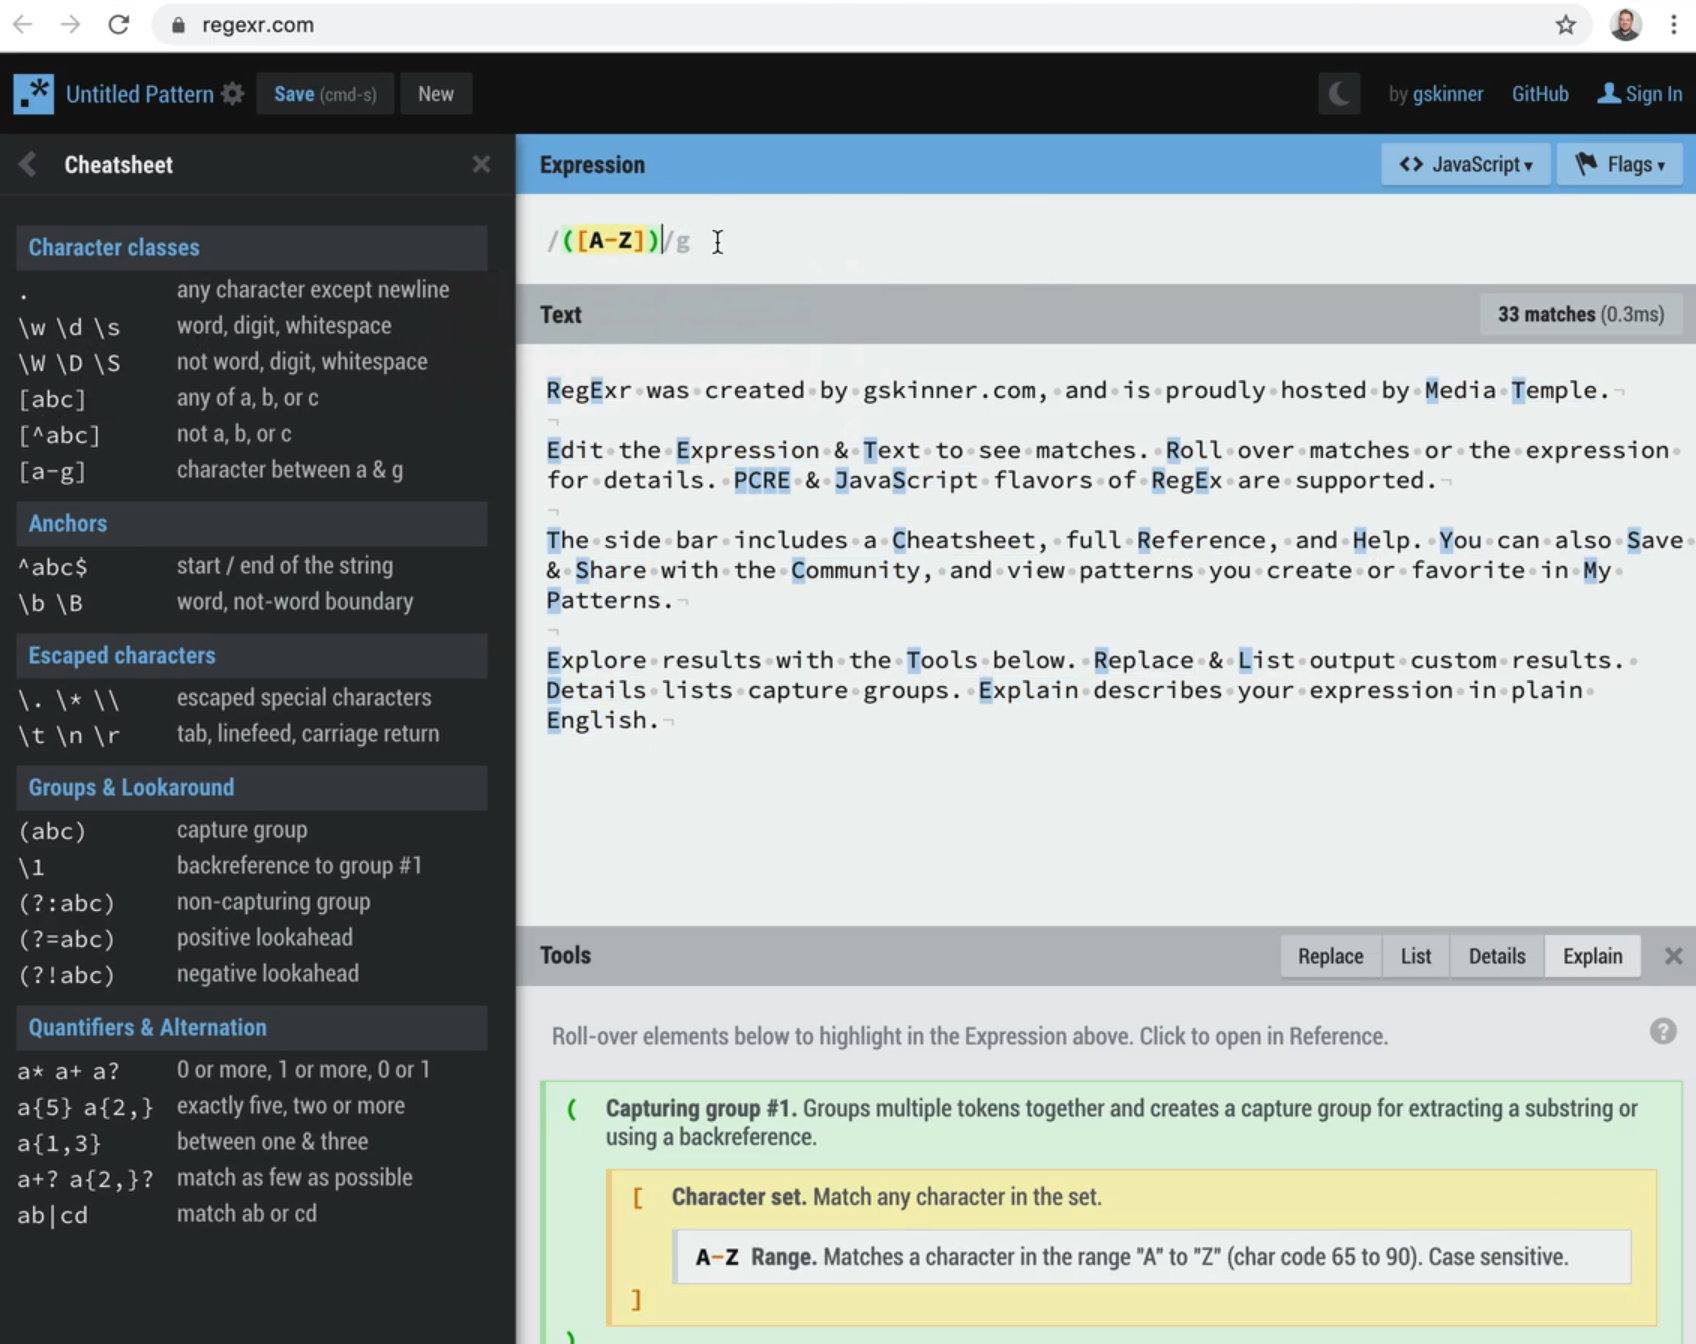 regexr.com
.* Untitled Pattern Save (cmd-s) New by gskinner GitHub Sign In
Cheatsheet
Character classes
. any character except newline
\w \d \s word, digit, whitespace
\W \D \S not word, digit, whitespace
[abc] any of a, b, or c
[^abc] not a, b, or c
[a-g] character between a & g
Anchors
^abc$ start / end of the string
\b \B word, not-word boundary
Escaped characters
\. \* \\ escaped special characters
\t \n \r tab, linefeed, carriage return
Groups & Lookaround
(abc) capture group
\1 backreference to group #1
(?:abc) non-capturing group
(?=abc) positive lookahead
(?!abc) negative lookahead
Quantifiers & Alternation
a* a+ a? 0 or more, 1 or more, 0 or 1
a{5} a{2,} exactly five, two or more
a{1,3} between one & three
a+? a{2,}? match as few as possible
ab|cd match ab or cd
Expression <> JavaScript Flags
/([A-Z])/g
Text 33 matches (0.3ms)
RegExr was created by gskinner.com, and is proudly hosted by Media Temple.
Edit the Expression & Text to see matches. Roll over matches or the expression
for details. PCRE & JavaScript flavors of RegEx are supported.
The side bar includes a Cheatsheet, full Reference, and Help. You can also Save
& Share with the Community, and view patterns you create or favorite in My
Patterns.
Explore results with the Tools below. Replace & List output custom results.
Details lists capture groups. Explain describes your expression in plain
English.
Tools Replace List Details Explain
Roll-over elements below to highlight in the Expression above. Click to open in Reference. ?
( Capturing group #1. Groups multiple tokens together and creates a capture group for extracting a substring or
using a backreference.
[ Character set. Match any character in the set.
A-Z Range. Matches a character in the range "A" to "Z" (char code 65 to 90). Case sensitive.
]
)